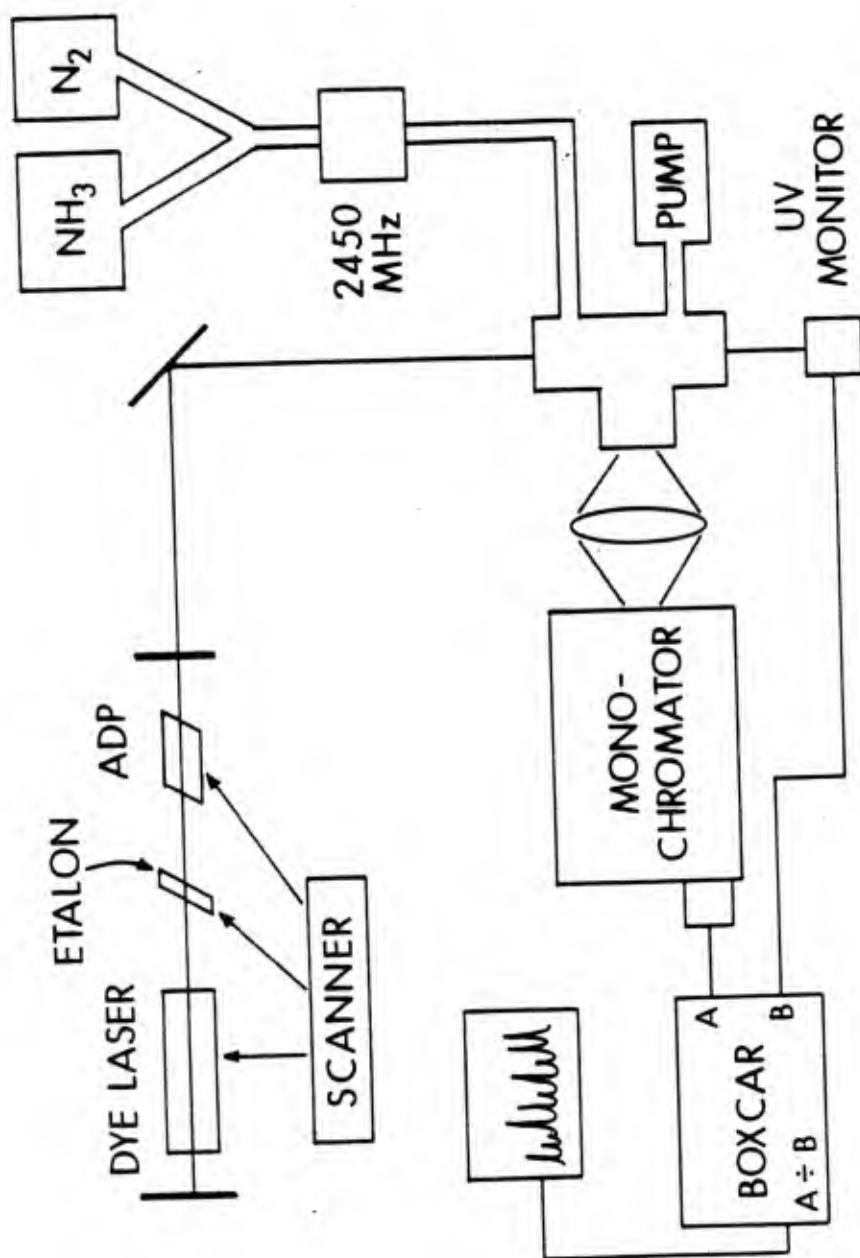 DYE LASER
ETALON
ADP
SCANNER
NH3
N2
2450
MHz
PUMP
UV
MONITOR
MONO-
CHROMATOR
BOXCAR
A ÷ B
A
B